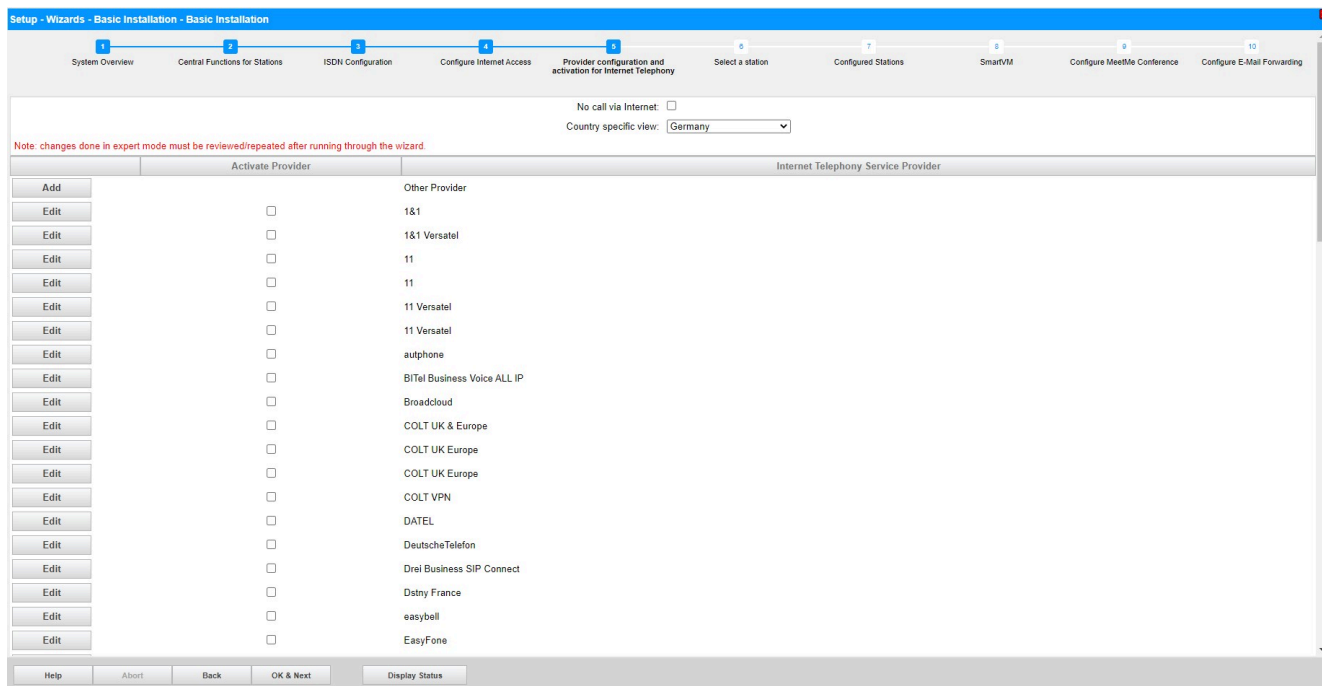 Setup - Wizards - Basic Installation - Basic Installation
1 2 3 4 5 6 7 8 9 10
System Overview Central Functions for Stations ISDN Configuration Configure Internet Access Provider configuration and activation for Internet Telephony Select a station Configured Stations SmartVM Configure MeetMe Conference Configure E-Mail Forwarding
No call via Internet:
Country specific view: Germany
Note: changes done in expert mode must be reviewed/repeated after running through the wizard.
Activate Provider Internet Telephony Service Provider
Add Other Provider
Edit 1&1
Edit 1&1 Versatel
Edit 11
Edit 11
Edit 11 Versatel
Edit 11 Versatel
Edit autphone
Edit BITel Business Voice ALL IP
Edit Broadcloud
Edit COLT UK & Europe
Edit COLT UK Europe
Edit COLT UK Europe
Edit COLT VPN
Edit DATEL
Edit DeutscheTelefon
Edit Drei Business SIP Connect
Edit Dstny France
Edit easybell
Edit EasyFone
Help Abort Back OK & Next Display Status